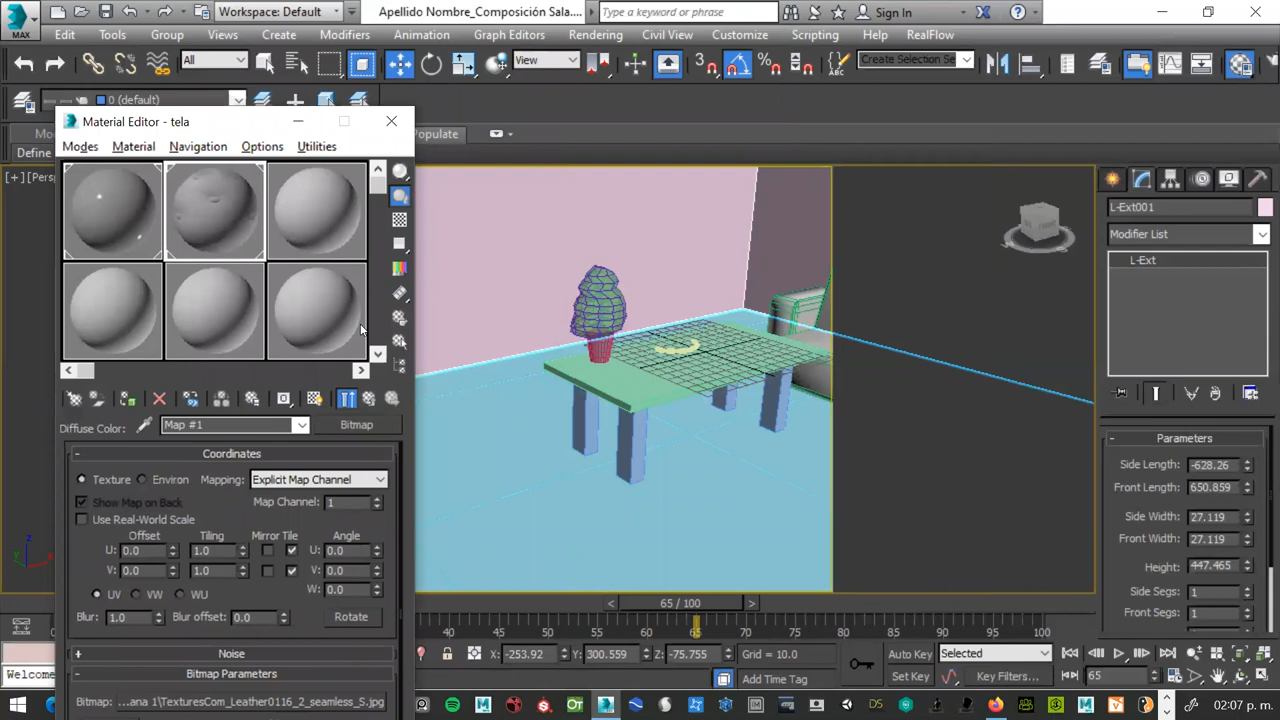 MAX
Workspace: Default
Apellido Nombre_Composición Sala....
Type a keyword or phrase
Sign In
Edit Tools Group Views Create Modifiers Animation Graph Editors Rendering Civil View Customize Scripting Help RealFlow
All
View
Create Selection Se
0 (default)
Material Editor - tela
Populate
Modes Material Navigation Options Utilities
Define
[+] [Pers
L-Ext001
Modifier List
L-Ext
Diffuse Color: Map #1 Bitmap
Coordinates
Texture Environ Mapping: Explicit Map Channel
Show Map on Back Map Channel: 1
Use Real-World Scale
Offset Tiling Mirror Tile Angle
U: 0.0 1.0 U: 0.0
V: 0.0 1.0 V: 0.0
UV VW WU W: 0.0
Blur: 1.0 Blur offset: 0.0 Rotate
Noise
Bitmap Parameters
Bitmap: ...ana 1\TexturesCom_Leather0116_2_seamless_S.jpg
Parameters
Side Length: -628.26
Front Length: 650.859
Side Width: 27.119
Front Width: 27.119
Height: 447.465
Side Segs: 1
Front Segs: 1
65 / 100
40 45 50 55 60 65 70 75 80 85 90 95 100
X: -253.92 Y: 300.559 Z: -75.755 Grid = 10.0 Auto Key Selected
Welcome
Add Time Tag Set Key Key Filters... 65
02:07 p. m.